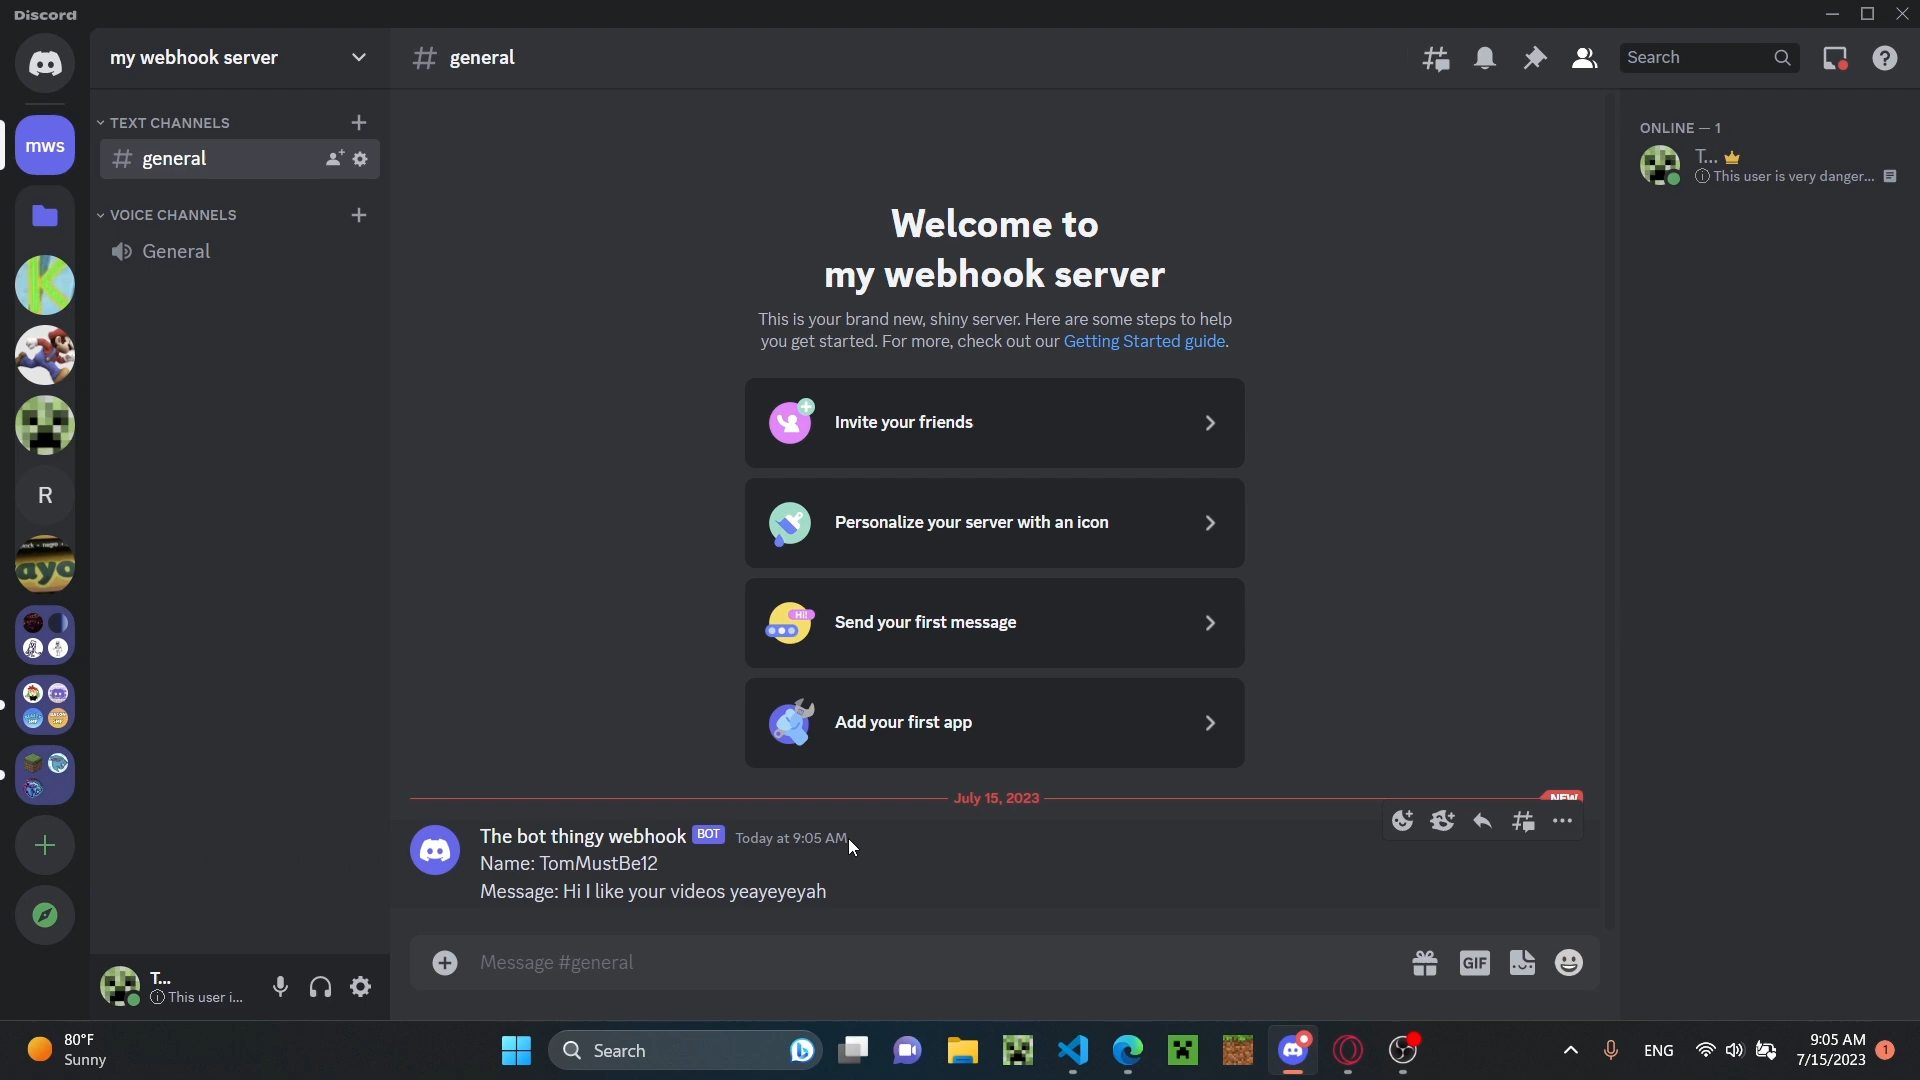 Discord
my webhook server
general
Search
TEXT CHANNELS
general
VOICE CHANNELS
General
mws
R
ayo
Welcome to
my webhook server
This is your brand new, shiny server. Here are some steps to help
you get started. For more, check out our Getting Started guide.
Invite your friends
Personalize your server with an icon
Hi!
Send your first message
Add your first app
July 15, 2023
NEW
The bot thingy webhook BOT Today at 9:05 AM
Name: TomMustBe12
Message: Hi I like your videos yeayeyeyah
Message #general
GIF
ONLINE — 1
T...
This user is very danger...
T...
This user i...
80°F
Sunny
Search
ENG
9:05 AM
7/15/2023
1